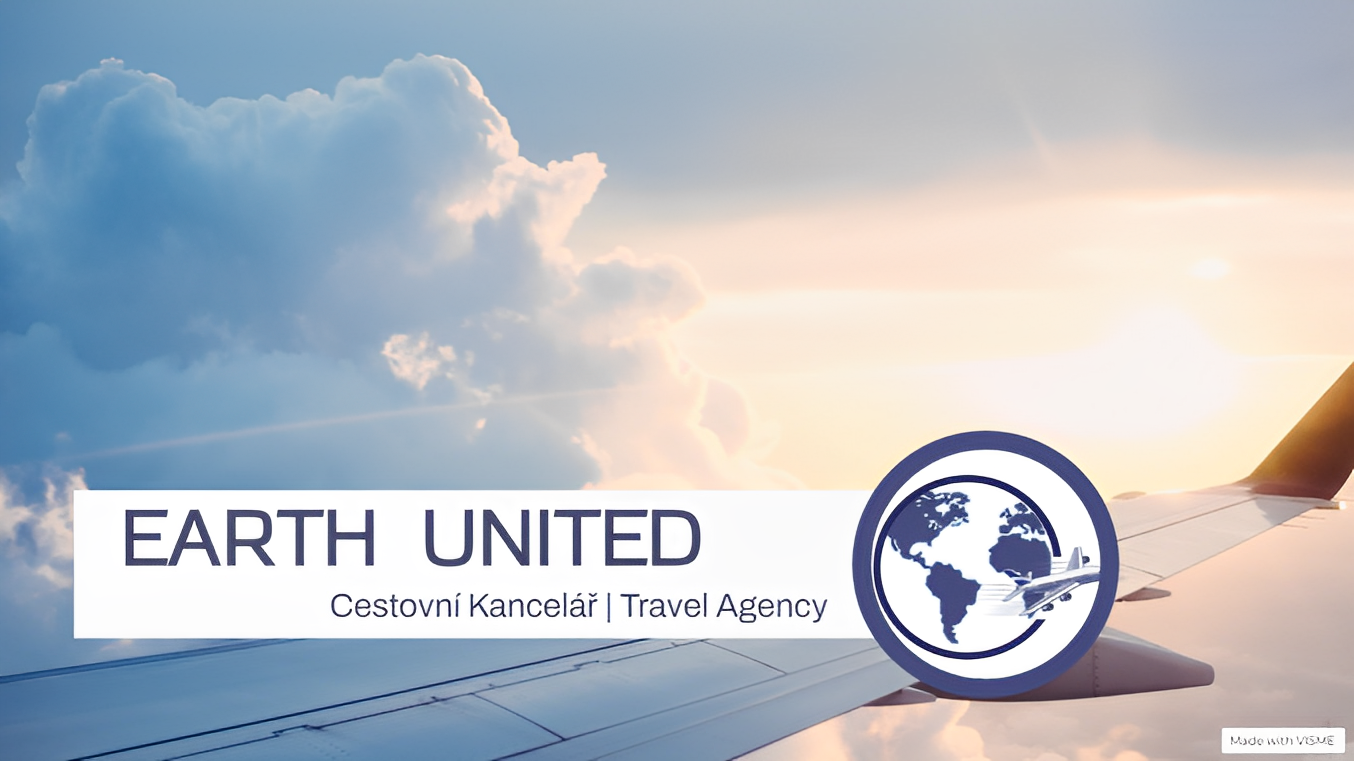 EARTH UNITED
Cestovní Kancelář | Travel Agency
Made with VISME